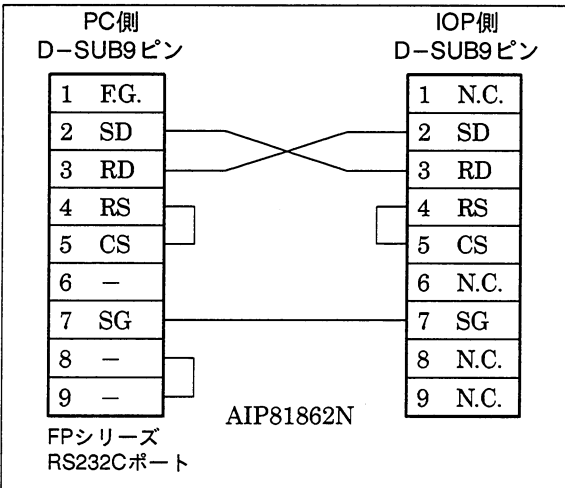 PC側
D−SUB9ピン
1 F.G.
2 SD
3 RD
4 RS
5 CS
6 −
7 SG
8 −
9 −
FPシリーズ
RS232Cポート
AIP81862N
IOP側
D−SUB9ピン
1 N.C.
2 SD
3 RD
4 RS
5 CS
6 N.C.
7 SG
8 N.C.
9 N.C.